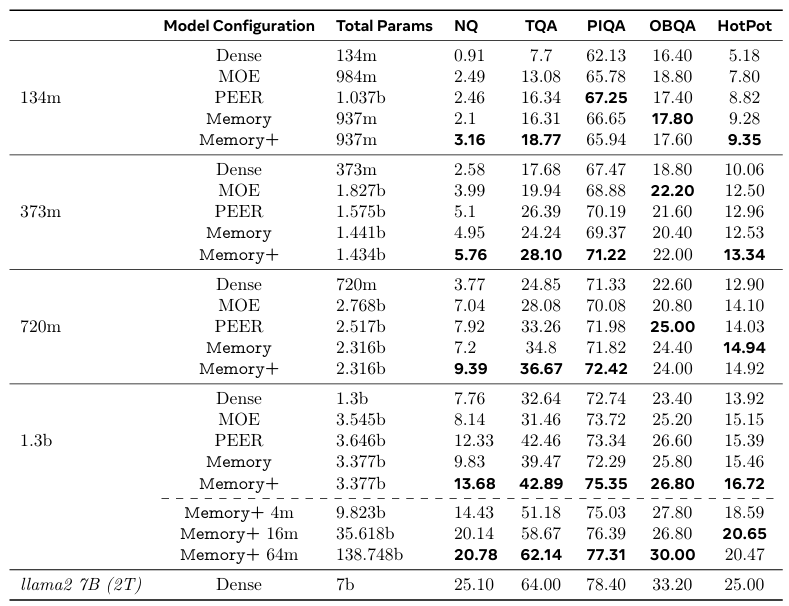 Model Configuration Total Params NQ TQA PIQA OBQA HotPot
Dense 134m 0.91 7.7 62.13 16.40 5.18
MOE 984m 2.49 13.08 65.78 18.80 7.80
134m PEER 1.037b 2.46 16.34 67.25 17.40 8.82
Memory 937m 2.1 16.31 66.65 17.80 9.28
Memory+ 937m 3.16 18.77 65.94 17.60 9.35
Dense 373m 2.58 17.68 67.47 18.80 10.06
MOE 1.827b 3.99 19.94 68.88 22.20 12.50
373m PEER 1.575b 5.1 26.39 70.19 21.60 12.96
Memory 1.441b 4.95 24.24 69.37 20.40 12.53
Memory+ 1.434b 5.76 28.10 71.22 22.00 13.34
Dense 720m 3.77 24.85 71.33 22.60 12.90
MOE 2.768b 7.04 28.08 70.08 20.80 14.10
720m PEER 2.517b 7.92 33.26 71.98 25.00 14.03
Memory 2.316b 7.2 34.8 71.82 24.40 14.94
Memory+ 2.316b 9.39 36.67 72.42 24.00 14.92
Dense 1.3b 7.76 32.64 72.74 23.40 13.92
MOE 3.545b 8.14 31.46 73.72 25.20 15.15
1.3b PEER 3.646b 12.33 42.46 73.34 26.60 15.39
Memory 3.377b 9.83 39.47 72.29 25.80 15.46
Memory+ 3.377b 13.68 42.89 75.35 26.80 16.72
Memory+ 4m 9.823b 14.43 51.18 75.03 27.80 18.59
Memory+ 16m 35.618b 20.14 58.67 76.39 26.80 20.65
Memory+ 64m 138.748b 20.78 62.14 77.31 30.00 20.47
llama2 7B (2T) Dense 7b 25.10 64.00 78.40 33.20 25.00